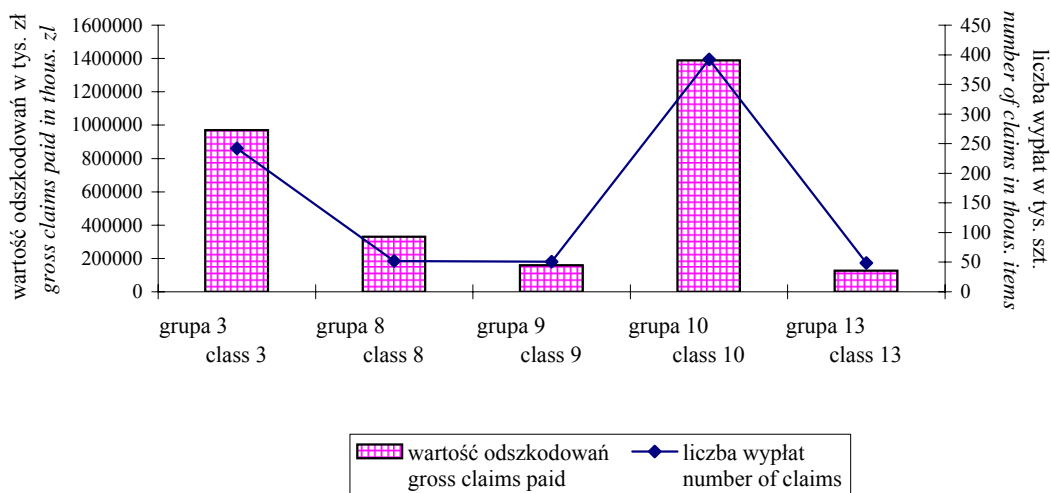 wartość odszkodowań w tys. zł
gross claims paid in thous. zl
1600000
1400000
1200000
1000000
800000
600000
400000
200000
0
450
400
350
300
250
200
150
100
50
0
liczba wypłat w tys. szt.
number of claims in thous. items
grupa 3
class 3
grupa 8
class 8
grupa 9
class 9
grupa 10
class 10
grupa 13
class 13
wartość odszkodowań
gross claims paid
liczba wypłat
number of claims